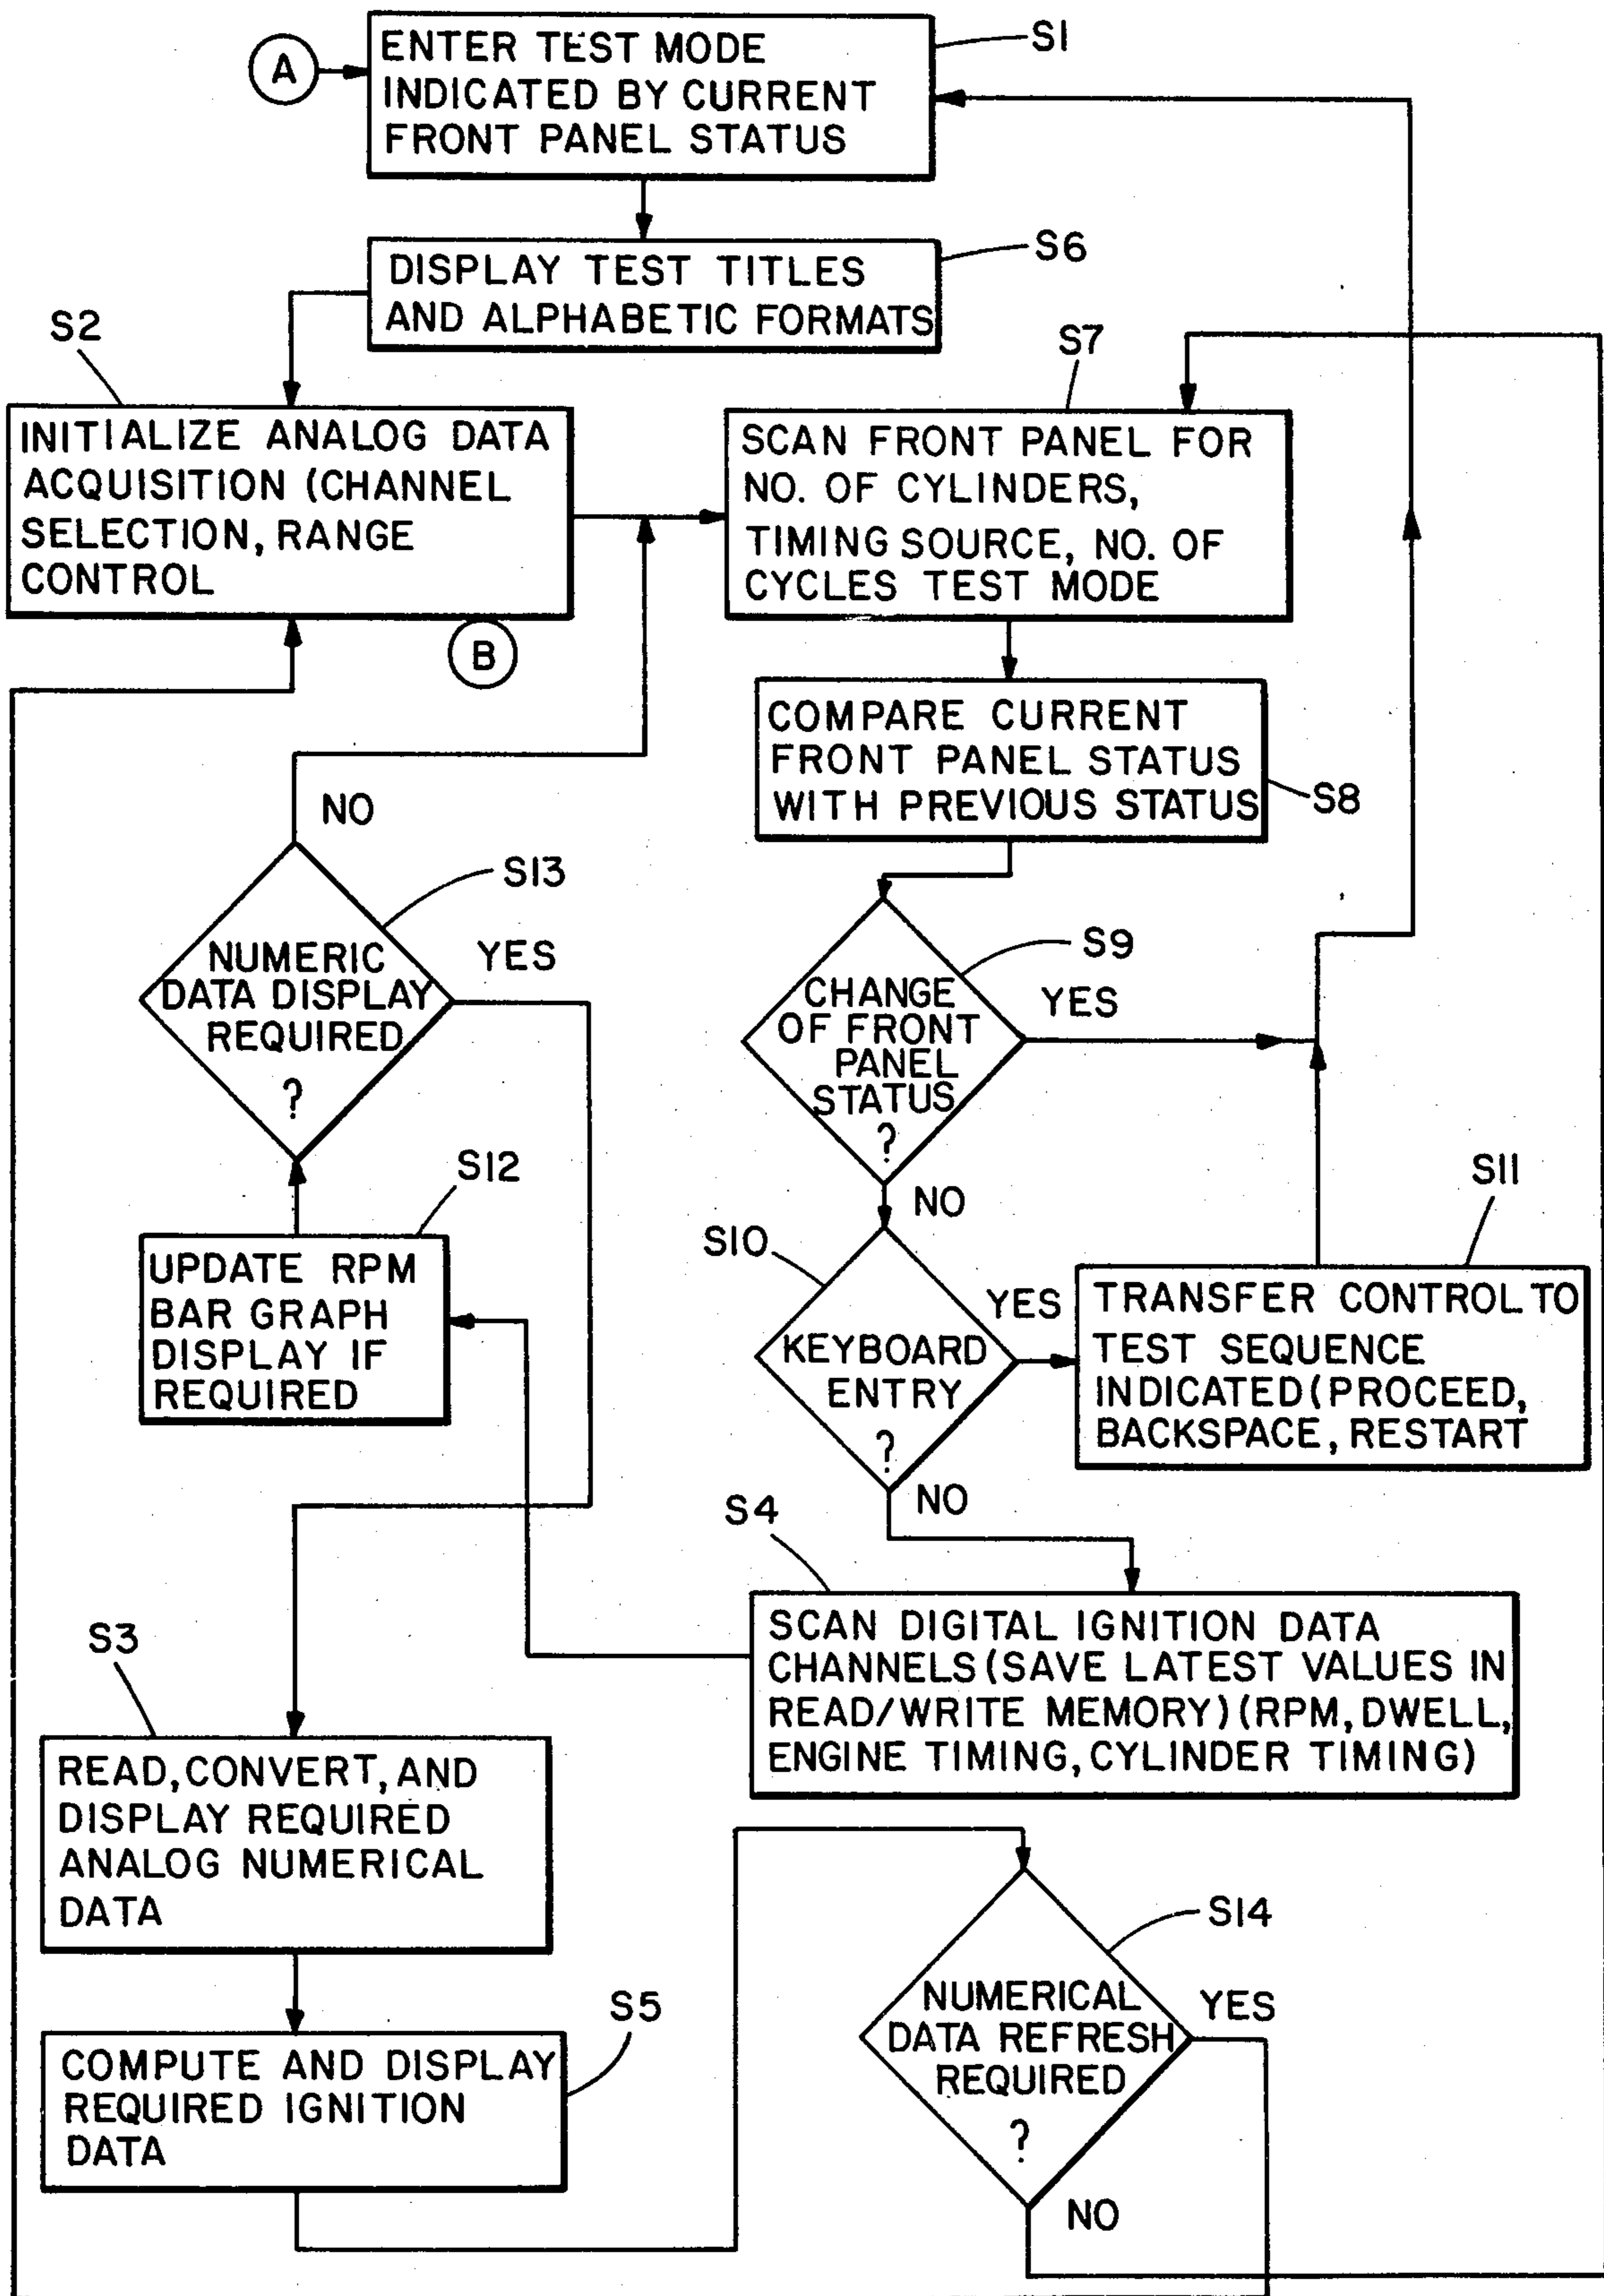 A
ENTER TEST MODE
INDICATED BY CURRENT
FRONT PANEL STATUS
S1
DISPLAY TEST TITLES
AND ALPHABETIC FORMATS
S6
S2
INITIALIZE ANALOG DATA
ACQUISITION (CHANNEL
SELECTION, RANGE
CONTROL
B
S7
SCAN FRONT PANEL FOR
NO. OF CYLINDERS,
TIMING SOURCE, NO. OF
CYCLES TEST MODE
COMPARE CURRENT
FRONT PANEL STATUS
WITH PREVIOUS STATUS
S8
NO
S13
NUMERIC
DATA DISPLAY
REQUIRED
?
YES
S9
CHANGE
OF FRONT
PANEL
STATUS
?
YES
NO
S12
UPDATE RPM
BAR GRAPH
DISPLAY IF
REQUIRED
S10
KEYBOARD
ENTRY
?
YES
NO
S11
TRANSFER CONTROL TO
TEST SEQUENCE
INDICATED (PROCEED,
BACKSPACE, RESTART
S4
SCAN DIGITAL IGNITION DATA
CHANNELS (SAVE LATEST VALUES IN
READ/WRITE MEMORY) (RPM, DWELL,
ENGINE TIMING, CYLINDER TIMING)
S3
READ, CONVERT, AND
DISPLAY REQUIRED
ANALOG NUMERICAL
DATA
S5
COMPUTE AND DISPLAY
REQUIRED IGNITION
DATA
S14
NUMERICAL
DATA REFRESH
REQUIRED
?
YES
NO